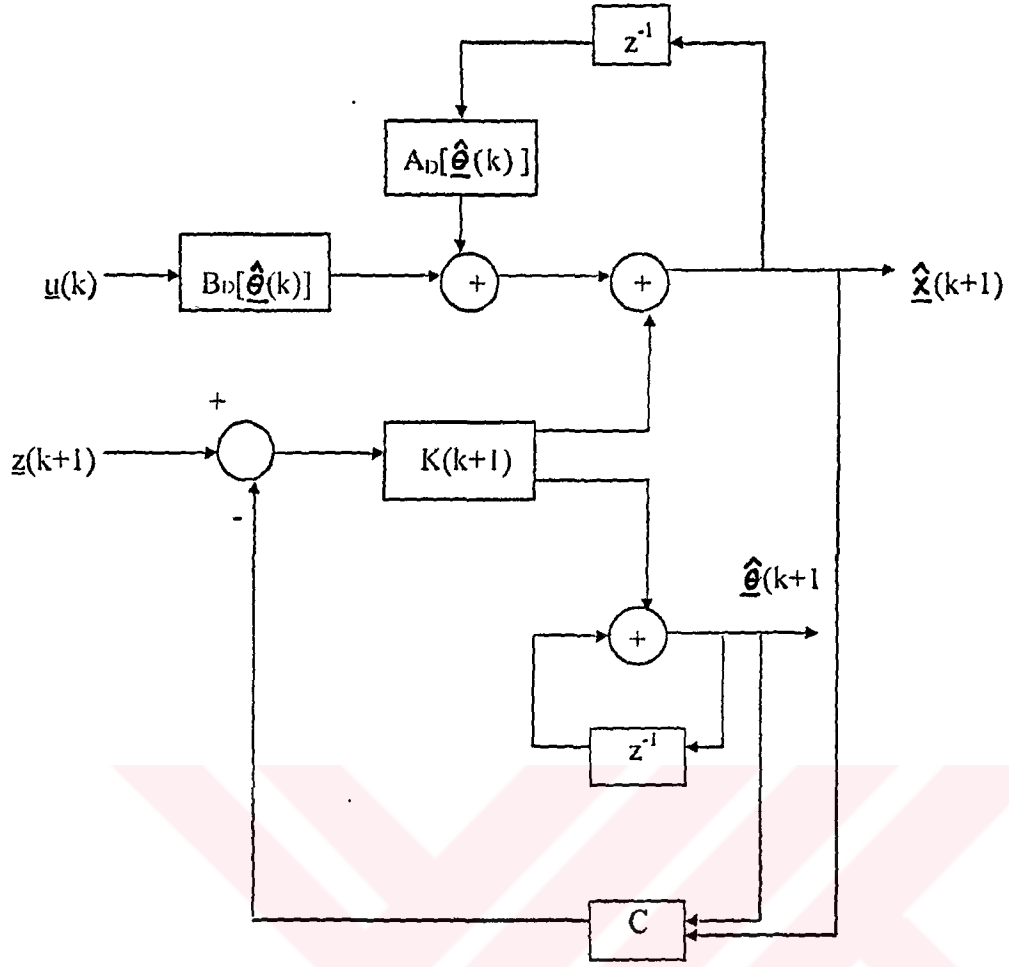 z⁻¹
A_D[θ̂(k)]
u(k)
B_D[θ̂(k)]
+
+
x̂(k+1)
+
z(k+1)
K(k+1)
-
θ̂(k+1
+
z⁻¹
C